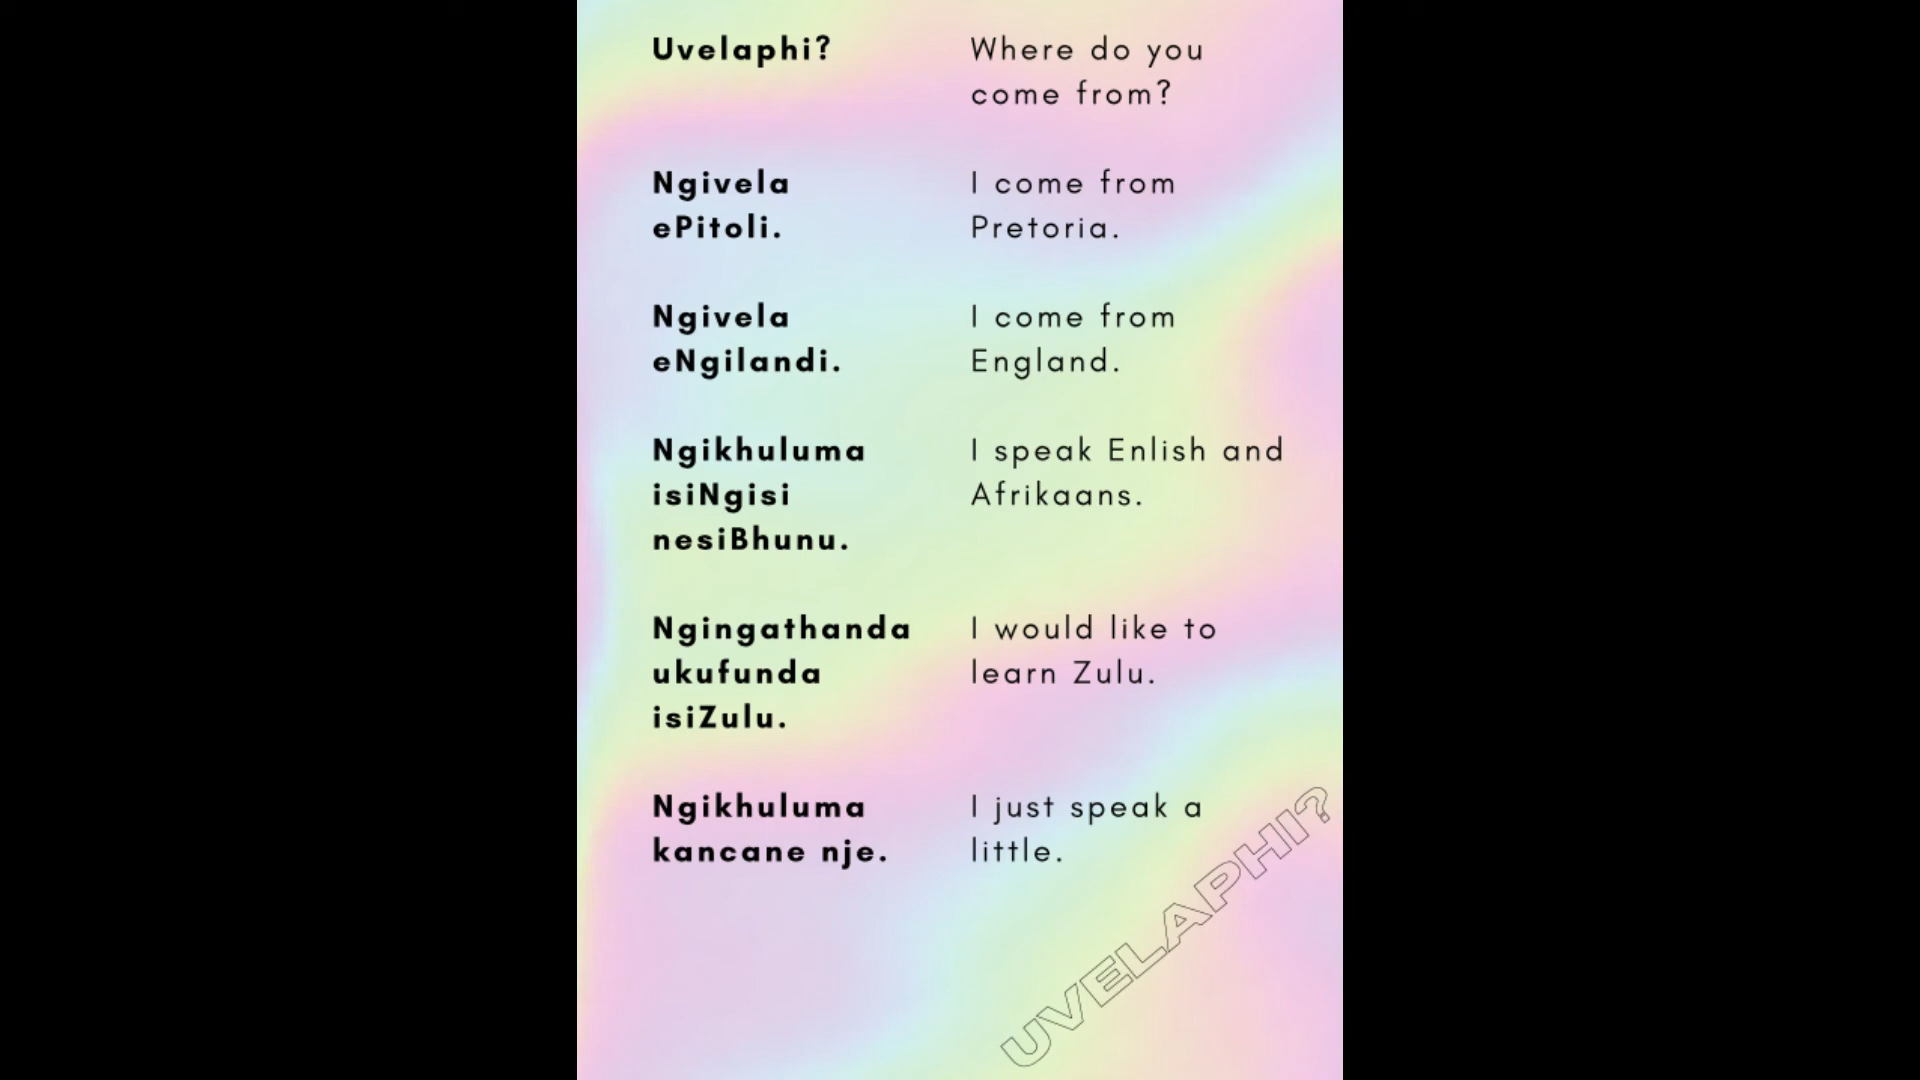 Uvelaphi?
Where do you
come from?
Ngivela
ePitoli.
I come from
Pretoria.
Ngivela
eNgilandi.
I come from
England.
Ngikhuluma
isiNgisi
nesiBhunu.
I speak Enlish and
Afrikaans.
Ngingathanda
ukufunda
isiZulu.
I would like to
learn Zulu.
Ngikhuluma
kancane nje.
I just speak a
little.
UVELAPHI?